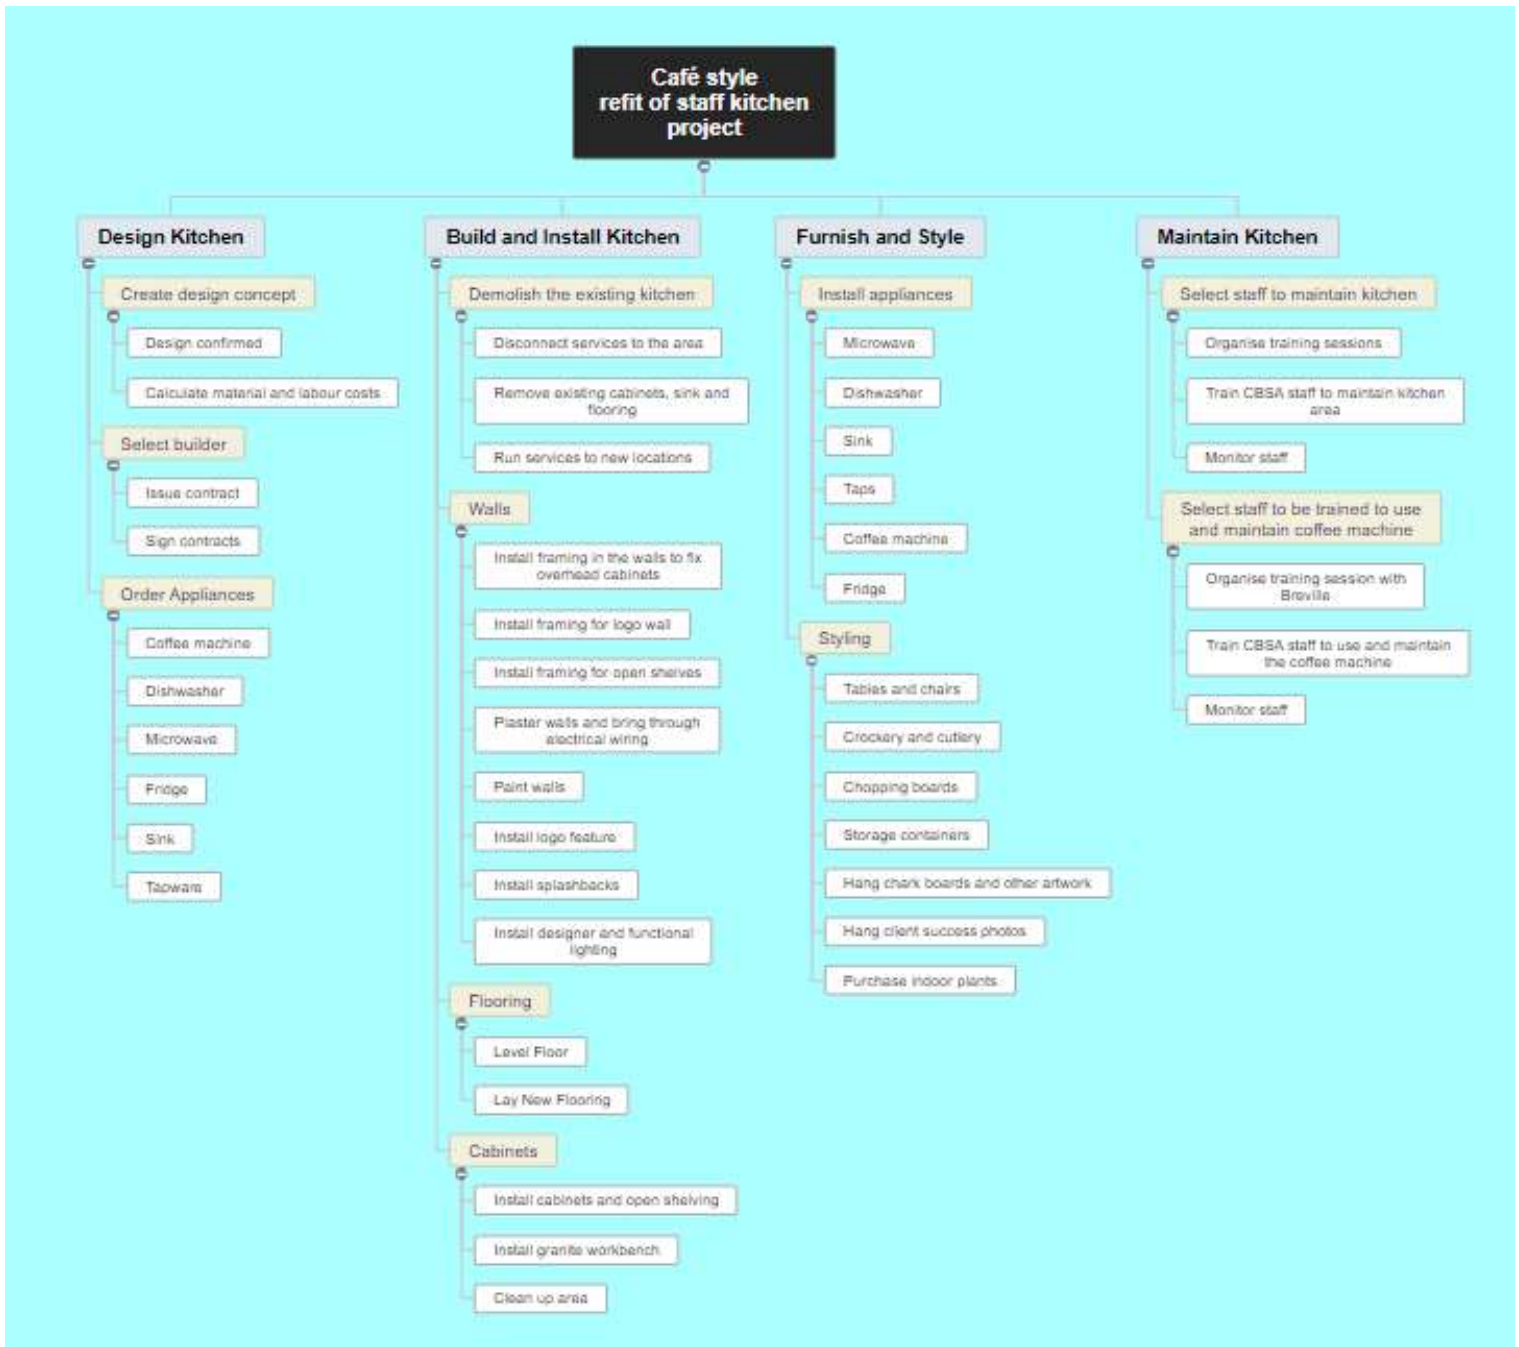 Café style
refit of staff kitchen
project
Design Kitchen
Create design concept
Design confirmed
Calculate material and labour costs
Select builder
Issue contract
Sign contracts
Order Appliances
Coffee machine
Dishwasher
Microwave
Fridge
Sink
Tapware
Build and Install Kitchen
Demolish the existing kitchen
Disconnect services to the area
Remove existing cabinets, sink and
flooring
Run services to new locations
Walls
Install framing in the walls to fix
overhead cabinets
Install framing for logo wall
Install framing for open shelves
Plaster walls and bring through
electrical wiring
Paint walls
Install logo feature
Install splashbacks
Install designer and functional
lighting
Flooring
Level Floor
Lay New Flooring
Cabinets
Install cabinets and open shelving
Install granite workbench
Clean up area
Furnish and Style
Install appliances
Microwave
Dishwasher
Sink
Taps
Coffee machine
Fridge
Styling
Tables and chairs
Crockery and cutlery
Chopping boards
Storage containers
Hang chark boards and other artwork
Hang client success photos
Purchase indoor plants
Maintain Kitchen
Select staff to maintain kitchen
Organise training sessions
Train CBSA staff to maintain kitchen
area
Monitor staff
Select staff to be trained to use
and maintain coffee machine
Organise training session with
Breville
Train CBSA staff to use and maintain
the coffee machine
Monitor staff